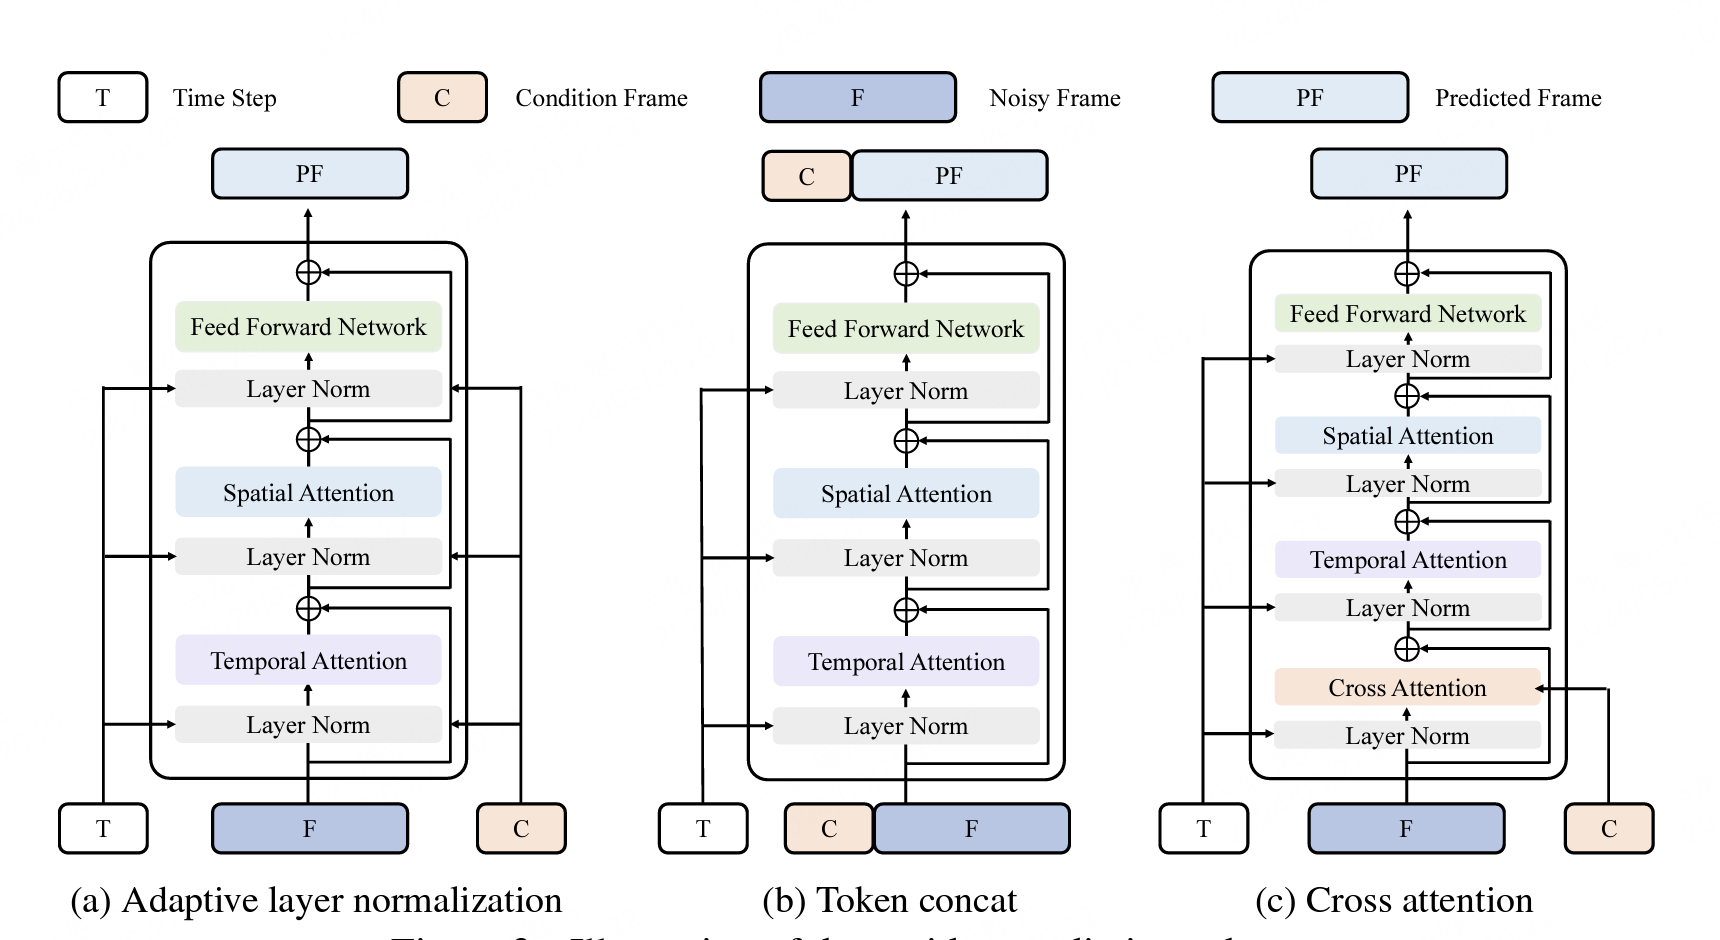 T Time Step C Condition Frame F Noisy Frame PF Predicted Frame
PF
Feed Forward Network
Layer Norm
Spatial Attention
Layer Norm
Temporal Attention
Layer Norm
T F C
(a) Adaptive layer normalization
C PF
Feed Forward Network
Layer Norm
Spatial Attention
Layer Norm
Temporal Attention
Layer Norm
T C F
(b) Token concat
PF
Feed Forward Network
Layer Norm
Spatial Attention
Layer Norm
Temporal Attention
Layer Norm
Cross Attention
Layer Norm
T F C
(c) Cross attention